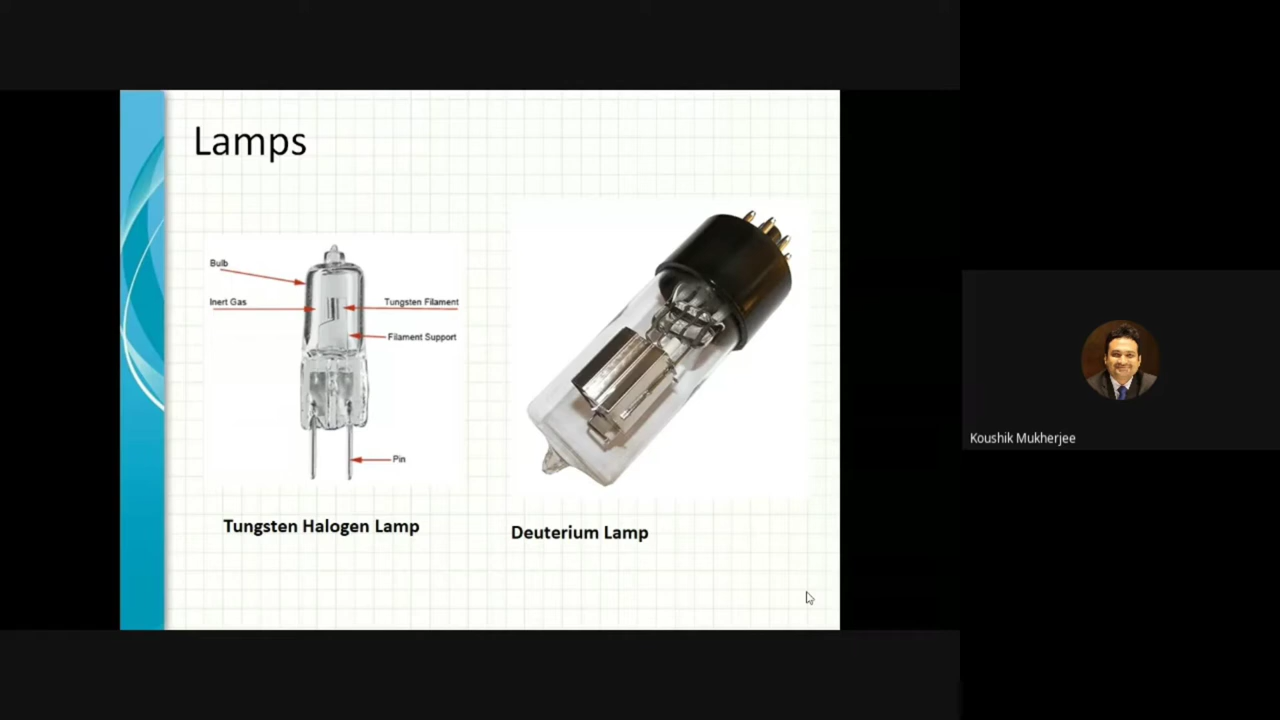 Lamps
Bulb
Inert Gas
Tungsten Filament
Filament Support
Pin
Tungsten Halogen Lamp
Deuterium Lamp
Koushik Mukherjee